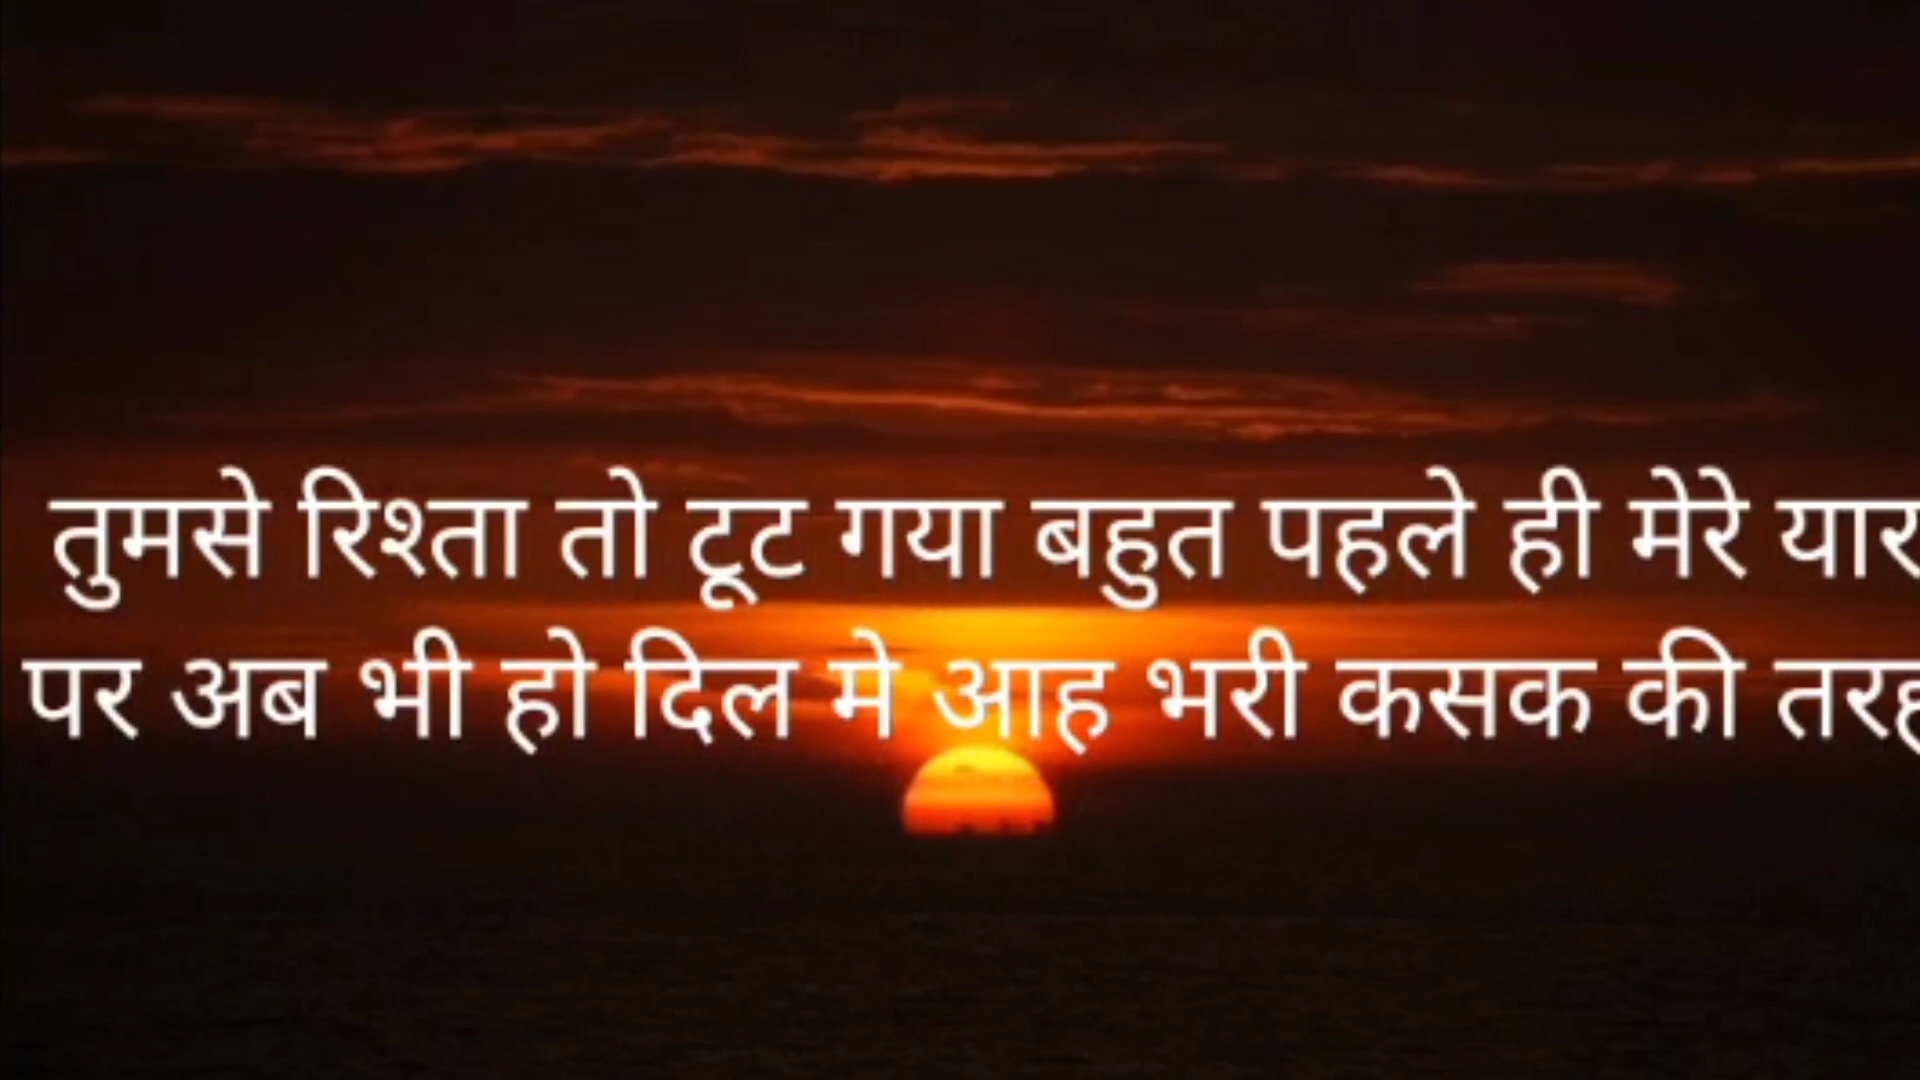 तुमसे रिश्ता तो टूट गया बहुत पहले ही मेरे यार
पर अब भी हो दिल मे आह भरी कसक की तरह